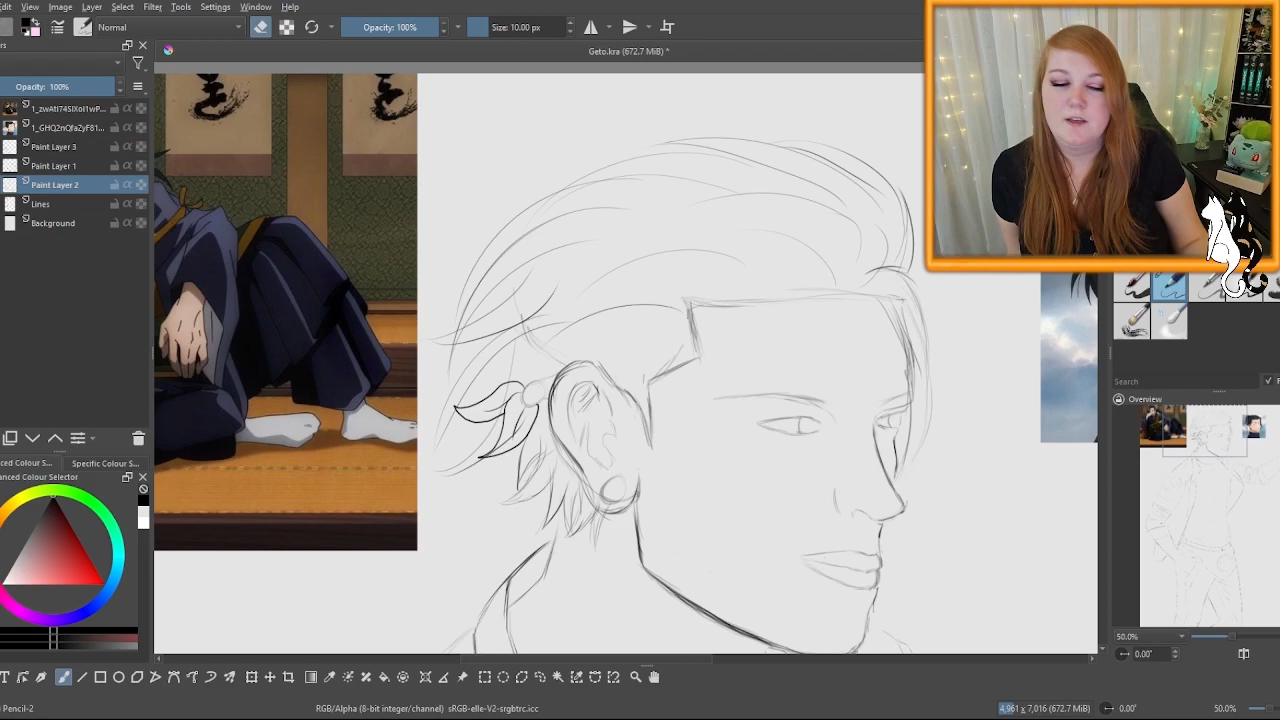 Edit View Image Layer Select Filter Tools Settings Window Help
Normal
Opacity: 100%
Size: 10.00 px
Geto.kra (672.7 MiB) *
Opacity: 100%
1_zwAtI74SIXoI1wP...
1_GHQ2nQfaZyF81...
Paint Layer 3
Paint Layer 1
Paint Layer 2
Lines
Background
Specific Colour S...
Search
Overview
50.0%
0.00°
Pencil-2
RGB/Alpha (8-bit integer/channel) sRGB-elle-V2-srgbtrc.icc
4,961 x 7,016 (672.7 MiB)
0.00°
50.0%